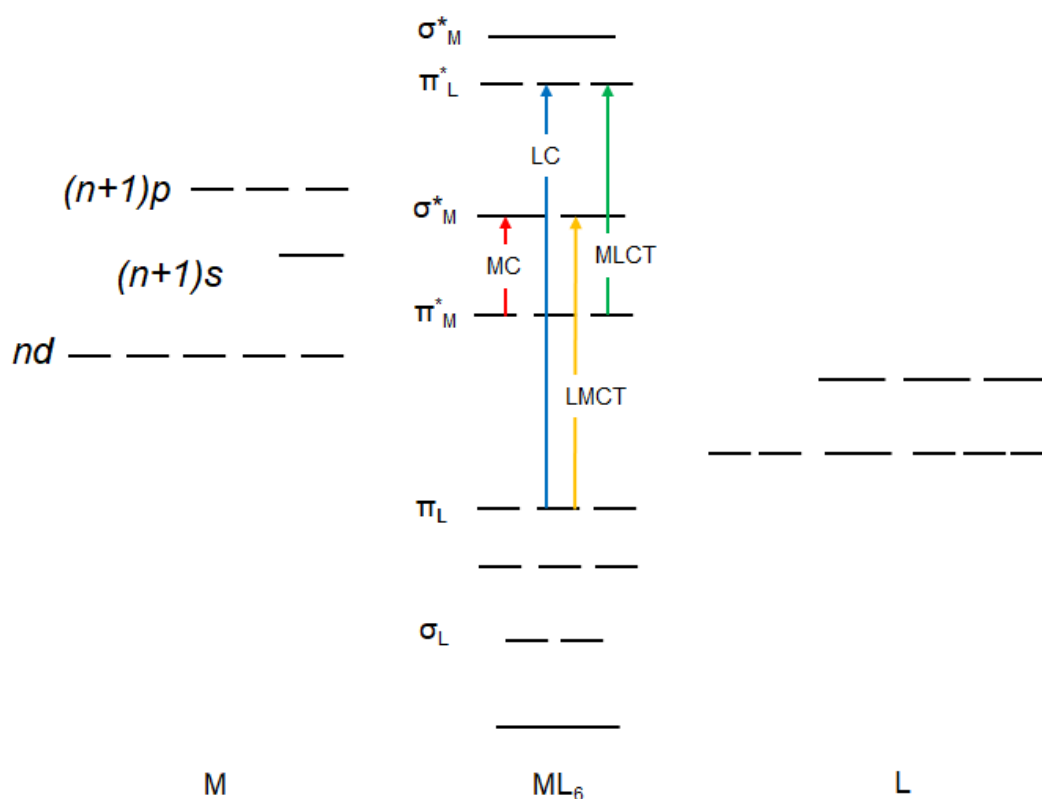 σ*M
π*L
LC
(n+1)p
σ*M
MC
MLCT
(n+1)s
π*M
nd
LMCT
πL
σL
M
ML6
L